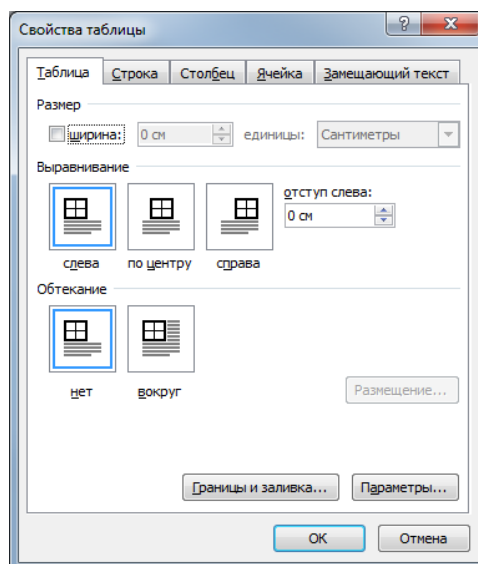 Свойства таблицы
Таблица Строка Столбец Ячейка Замещающий текст
Размер
ширина: 0 см единицы: Сантиметры
Выравнивание
отступ слева:
0 см
слева по центру справа
Обтекание
нет вокруг
Размещение...
Границы и заливка... Параметры...
ОК Отмена